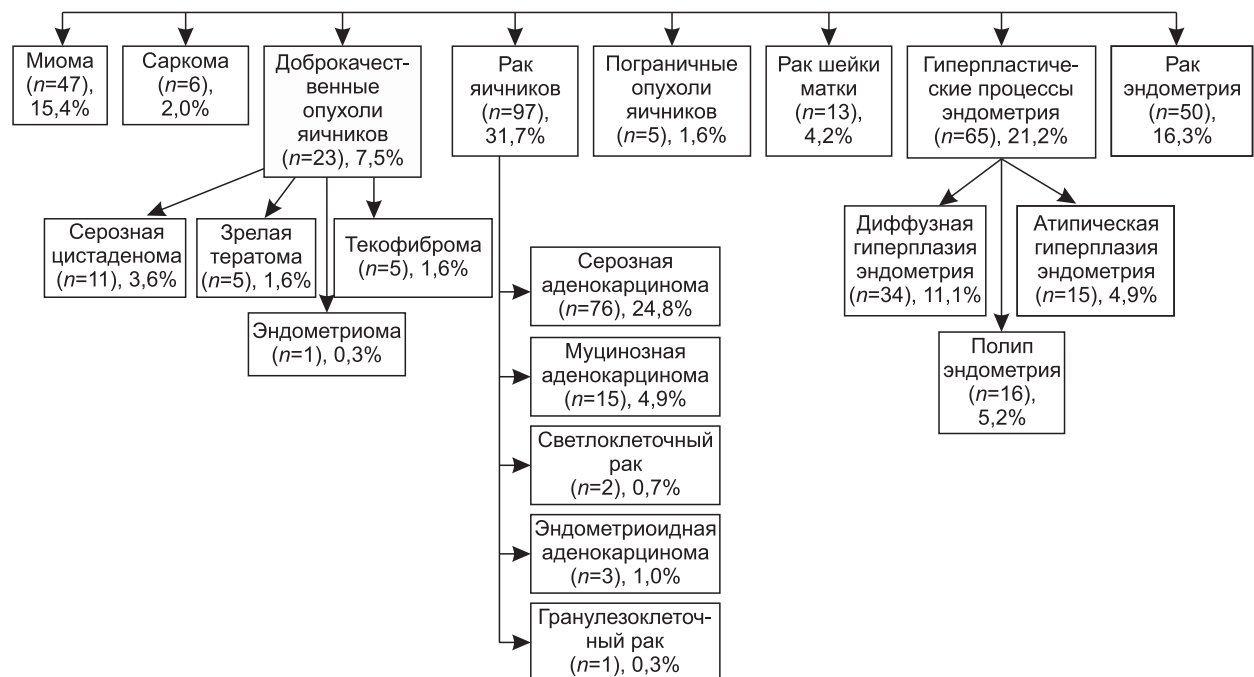 Миома
(n=47),
15,4%
Саркома
(n=6)
2,0%
Доброкачест-
венные
опухоли
яичников
(n=23), 7,5%
Рак
яичников
(n=97),
31,7%
Пограничные
опухоли
яичников
(n=5), 1,6%
Рак шейки
матки
(n=13),
4,2%
Гиперпластиче-
ские процессы
эндометрия
(n=65), 21,2%
Рак
эндометрия
(n=50),
16,3%
Серозная
цистаденома
(n=11), 3,6%
Зрелая
тератома
(n=5), 1,6%
Текофиброма
(n=5), 1,6%
Эндометриома
(n=1), 0,3%
Серозная
аденокарцинома
(n=76), 24,8%
Муцинозная
аденокарцинома
(n=15), 4,9%
Светлоклеточный
рак
(n=2), 0,7%
Эндометриоидная
аденокарцинома
(n=3), 1,0%
Гранулезоклеточ-
ный рак
(n=1), 0,3%
Диффузная
гиперплазия
эндометрия
(n=34), 11,1%
Атипическая
гиперплазия
эндометрия
(n=15), 4,9%
Полип
эндометрия
(n=16),
5,2%